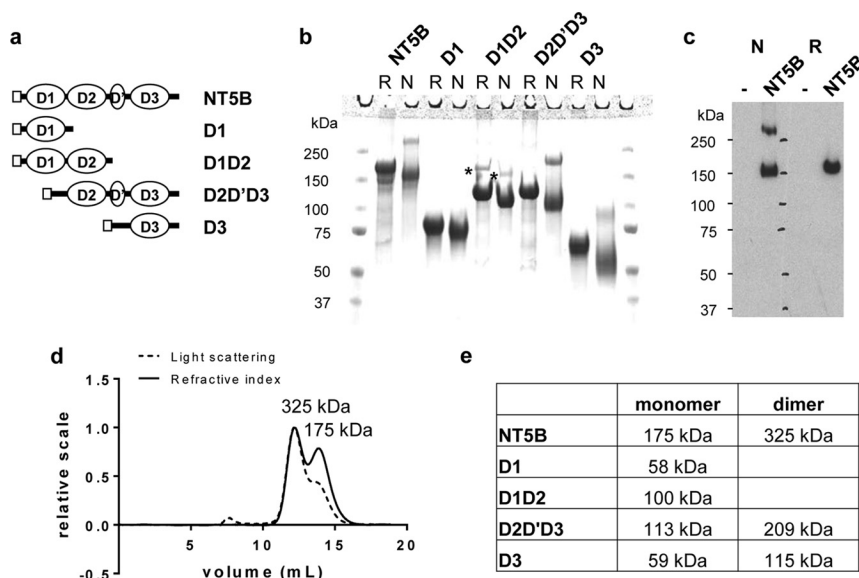 a
D1 D2 D' D3 NT5B
D1 D1
D1 D2 D1D2
D2 D' D3 D2D'D3
D3 D3
b
NT5B D1 D1D2 D2D'D3 D3
R N R N R N R N R N
kDa
250
150
100
75
50
37
*
*
c
N R
- NT5B - NT5B
kDa
250
150
100
75
50
37
d
Light scattering
Refractive index
325 kDa
175 kDa
relative scale
1.5
1.0
0.5
0.0
-0.5
5 10 15 20
volume (mL)
e
monomer dimer
NT5B 175 kDa 325 kDa
D1 58 kDa
D1D2 100 kDa
D2D'D3 113 kDa 209 kDa
D3 59 kDa 115 kDa